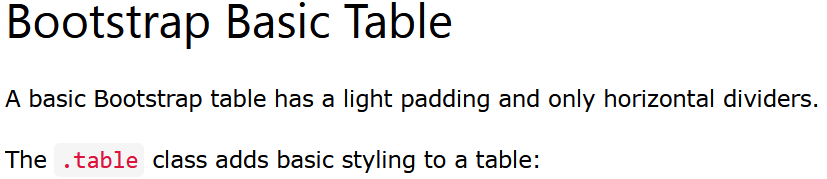 Bootstrap Basic Table
A basic Bootstrap table has a light padding and only horizontal dividers.
The .table class adds basic styling to a table: